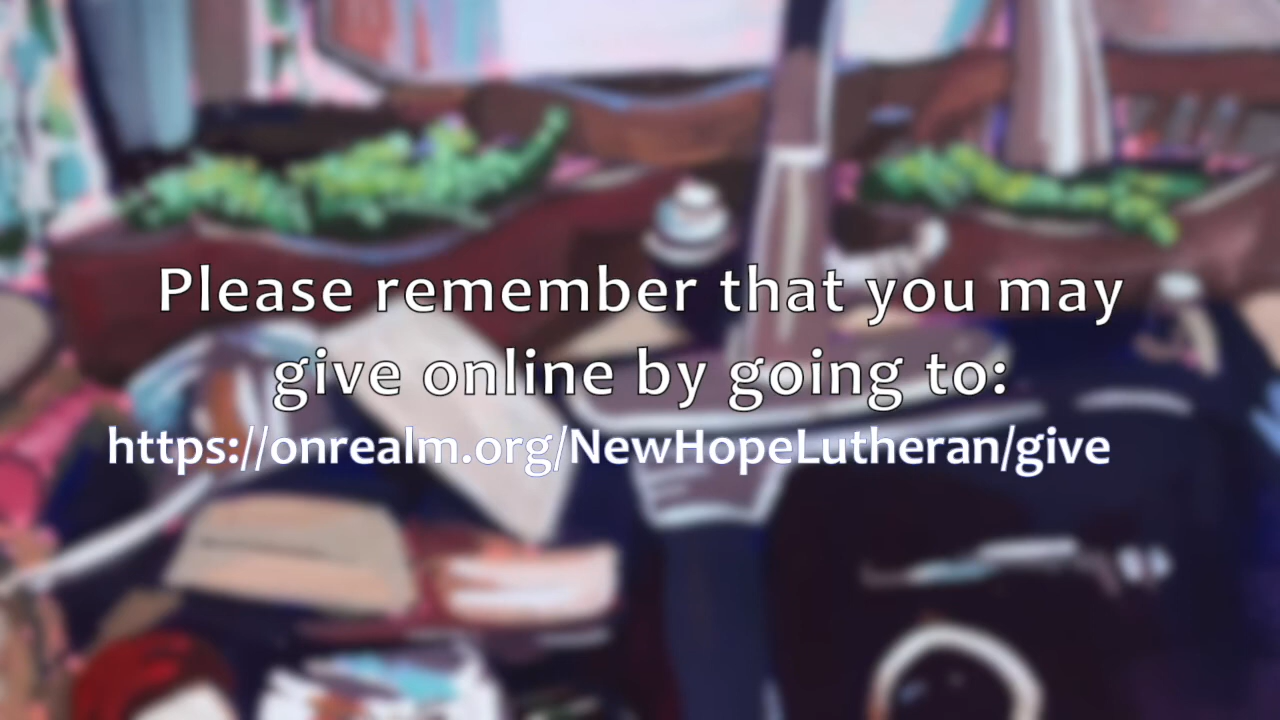 Please remember that you may
give online by going to:
https://onrealm.org/NewHopeLutheran/give